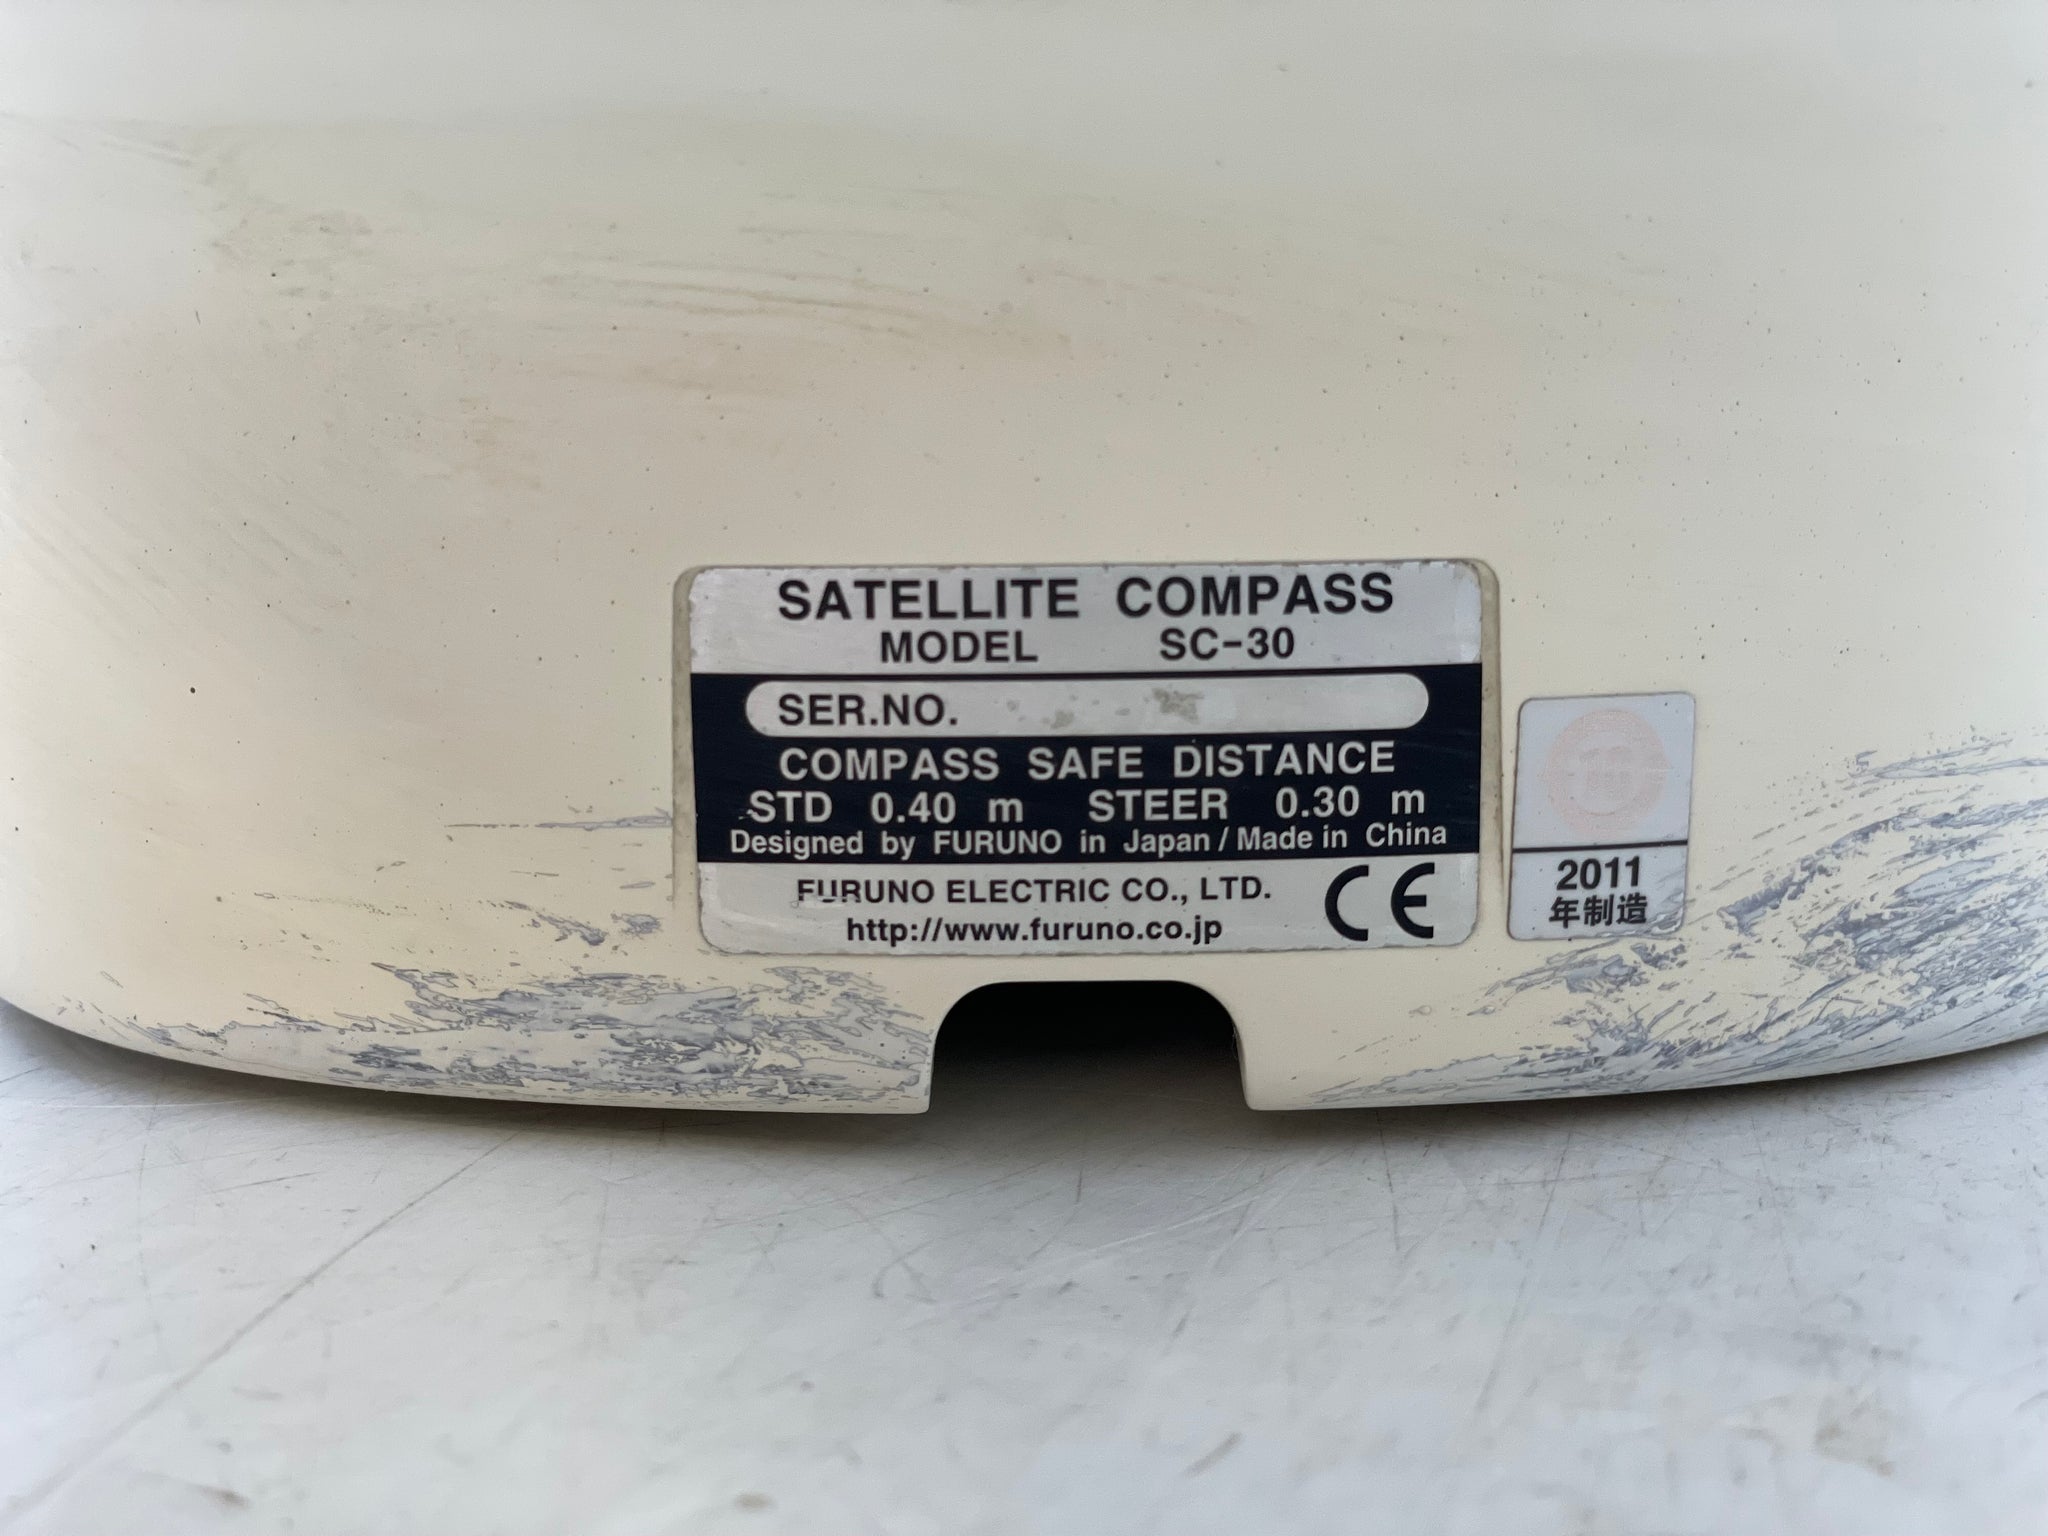 SATELLITE COMPASS
MODEL SC-30
SER.NO.
COMPASS SAFE DISTANCE
STD 0.40 m STEER 0.30 m
Designed by FURUNO in Japan / Made in China
FURUNO ELECTRIC CO., LTD.
http://www.furuno.co.jp
CE
2011
年制造